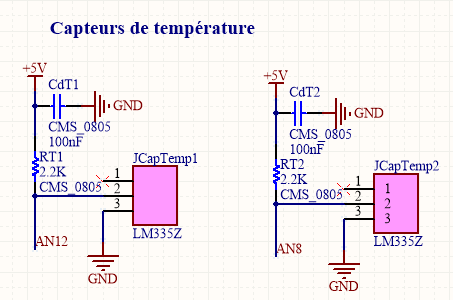 Capteurs de température
+5V
CdT1
GND
CMS_0805
100nF
RT1
2.2K
CMS_0805
JCapTemp1
1
2
3
LM335Z
AN12
GND
+5V
CdT2
GND
CMS_0805
100nF
RT2
2.2K
CMS_0805
JCapTemp2
1 1
2 2
3 3
LM335Z
AN8
GND